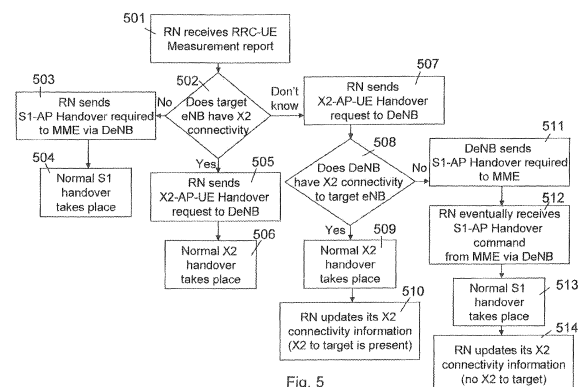 501
RN receives RRC-UE
Measurement report
502
Does target
eNB have X2
connectivity
No
Don't
know
Yes
503
RN sends
S1-AP Handover required
to MME via DeNB
504
Normal S1
handover
takes place
505
RN sends
X2-AP-UE Handover
request to DeNB
506
Normal X2
handover
takes place
507
RN sends
X2-AP-UE Handover
request to DeNB
508
Does DeNB
have X2 connectivity
to target eNB
No
Yes
509
Normal X2
handover
takes place
510
RN updates its X2
connectivity information
(X2 to target is present)
511
DeNB sends
S1-AP Handover required
to MME
512
RN eventually receives
S1-AP Handover
command
from MME via DeNB
513
Normal S1
handover
takes place
514
RN updates its X2
connectivity information
(no X2 to target)
Fig. 5